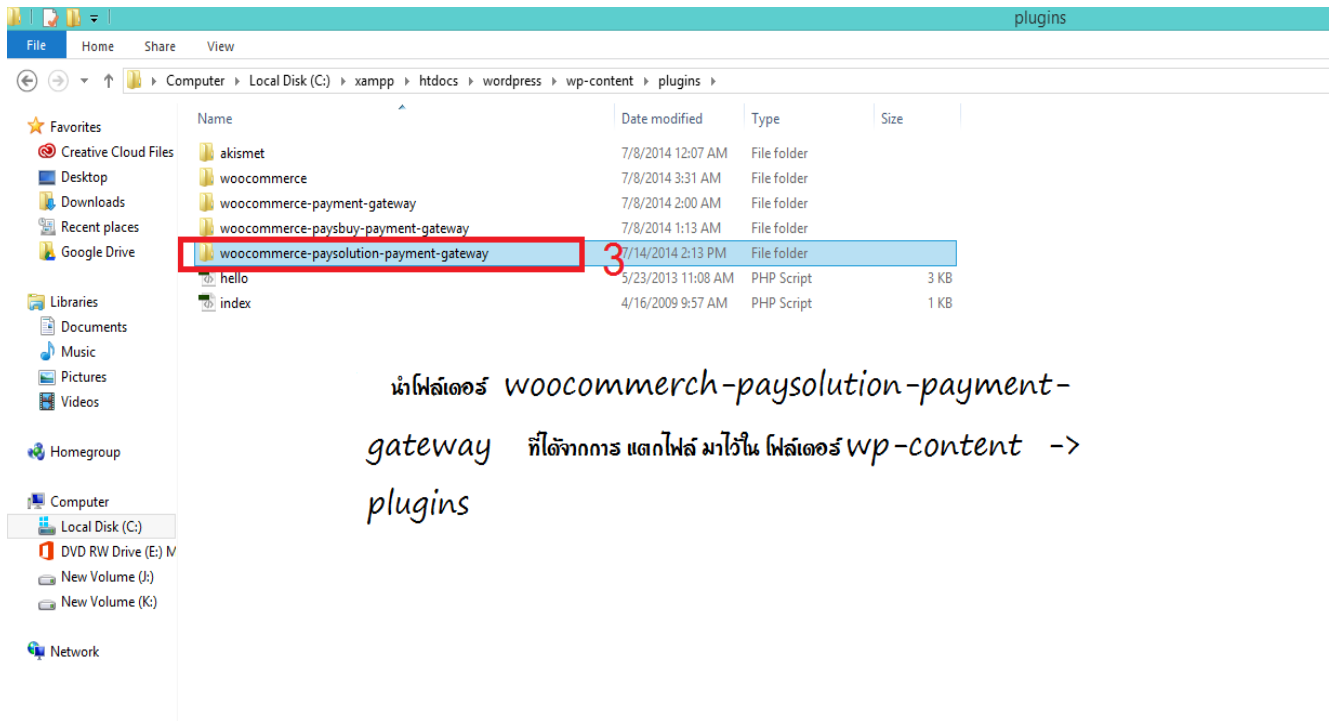 plugins
File Home Share View
Computer Local Disk (C:) xampp htdocs wordpress wp-content plugins
Name Date modified Type Size
Favorites
Creative Cloud Files
Desktop
Downloads
Recent places
Google Drive
Libraries
Documents
Music
Pictures
Videos
Homegroup
Computer
Local Disk (C:)
DVD RW Drive (E:) M
New Volume (J:)
New Volume (K:)
Network
akismet 7/8/2014 12:07 AM File folder
woocommerce 7/8/2014 3:31 AM File folder
woocommerce-payment-gateway 7/8/2014 2:00 AM File folder
woocommerce-paysbuy-payment-gateway 7/8/2014 1:13 AM File folder
woocommerce-paysolution-payment-gateway 3 7/14/2014 2:13 PM File folder
hello 5/23/2013 11:08 AM PHP Script 3 KB
index 4/16/2009 9:57 AM PHP Script 1 KB
นำโฟล์เดอร์ woocommerch-paysolution-payment-
gateway ที่ได้จากการ แตกไฟล์ มาไว้ใน โฟล์เดอร์ wp-content ->
plugins